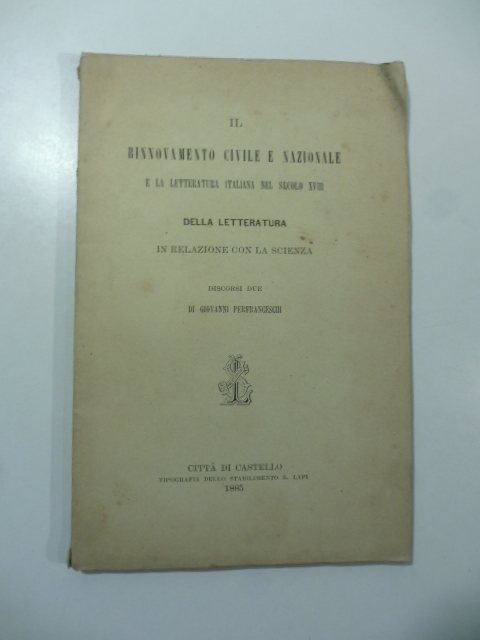 IL
RINNOVAMENTO CIVILE E NAZIONALE
E LA LETTERATURA ITALIANA NEL SECOLO XVIII
DELLA LETTERATURA
IN RELAZIONE CON LA SCIENZA
DISCORSI DUE
DI GIOVANNI PERFRANCESCHI
CITTÀ DI CASTELLO
TIPOGRAFIA DELLO STABILIMENTO S. LAPI
1885